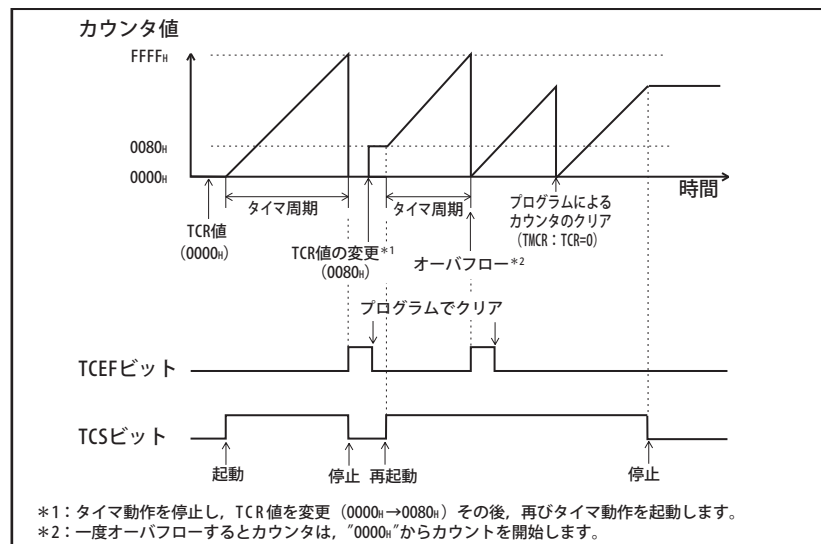 カウンタ値
FFFFH
0080H
0000H
時間
タイマ周期
タイマ周期
プログラムによる
カウンタのクリア
(TMCR：TCR=0)
TCR値
(0000H)
TCR値の変更*1
(0080H)
オーバフロー*2
プログラムでクリア
TCEFビット
TCSビット
起動
停止
再起動
停止
*1：タイマ動作を停止し，TCR値を変更（0000H→0080H）その後，再びタイマ動作を起動します。
*2：一度オーバフローするとカウンタは，"0000H"からカウントを開始します。